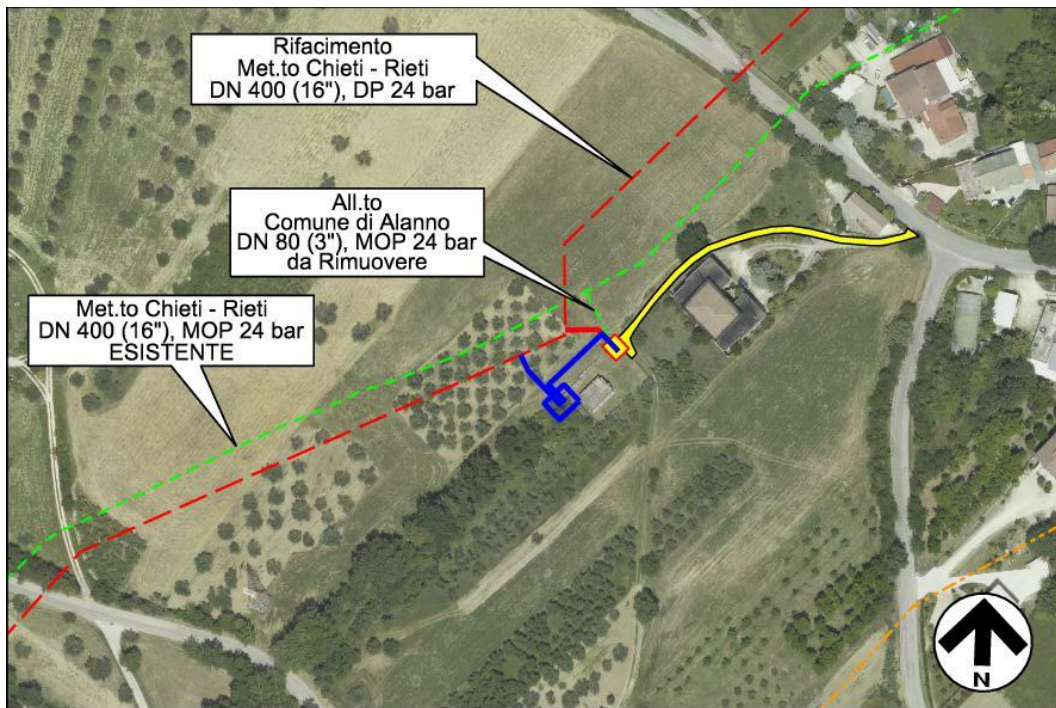 Rifacimento
Met.to Chieti - Rieti
DN 400 (16"), DP 24 bar
All.to
Comune di Alanno
DN 80 (3"), MOP 24 bar
da Rimuovere
Met.to Chieti - Rieti
DN 400 (16"), MOP 24 bar
ESISTENTE
N